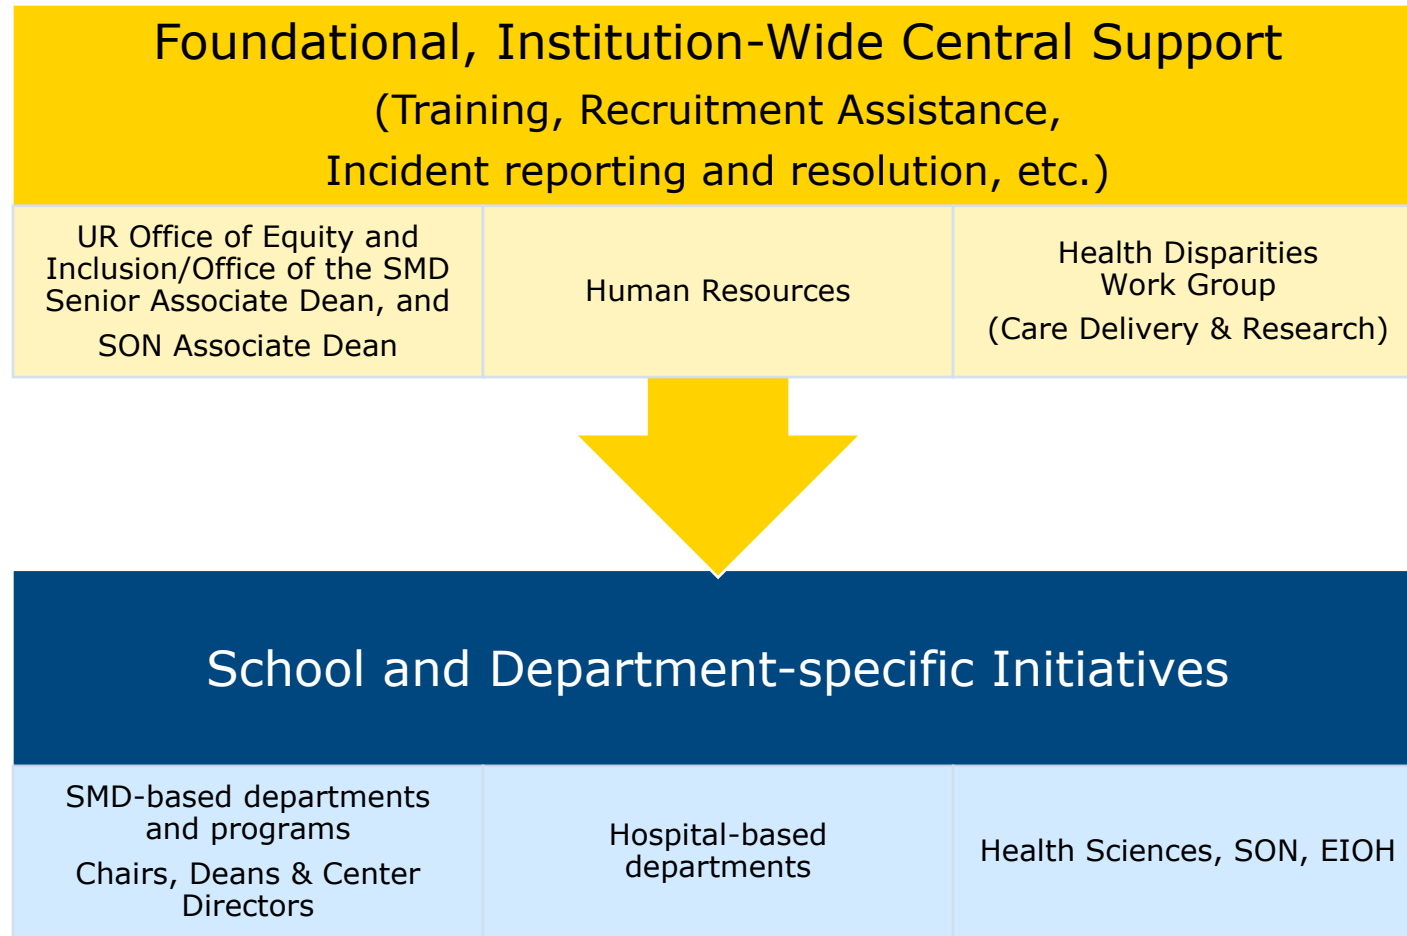 Foundational, Institution-Wide Central Support
(Training, Recruitment Assistance,
Incident reporting and resolution, etc.)
UR Office of Equity and
Inclusion/Office of the SMD
Senior Associate Dean, and
SON Associate Dean
Human Resources
Health Disparities
Work Group
(Care Delivery & Research)
School and Department-specific Initiatives
SMD-based departments
and programs
Chairs, Deans & Center
Directors
Hospital-based
departments
Health Sciences, SON, EIOH